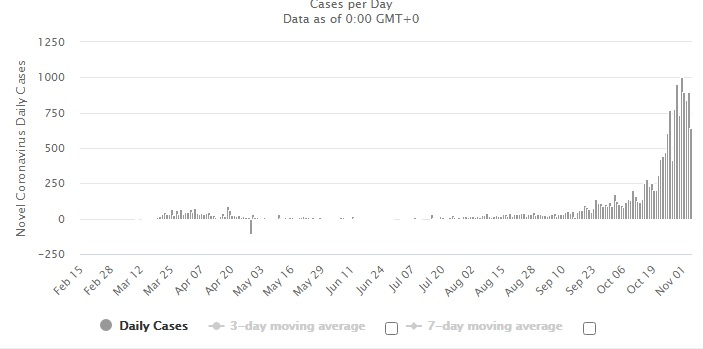 Cases per Day
Data as of 0:00 GMT+0
Novel Coronavirus Daily Cases
1250
1000
750
500
250
0
-250
Feb 15
Feb 28
Mar 12
Mar 25
Apr 07
Apr 20
May 03
May 16
May 29
Jun 11
Jun 24
Jul 07
Jul 20
Aug 02
Aug 15
Aug 28
Sep 10
Sep 23
Oct 06
Oct 19
Nov 01
Daily Cases 3-day moving average 7-day moving average